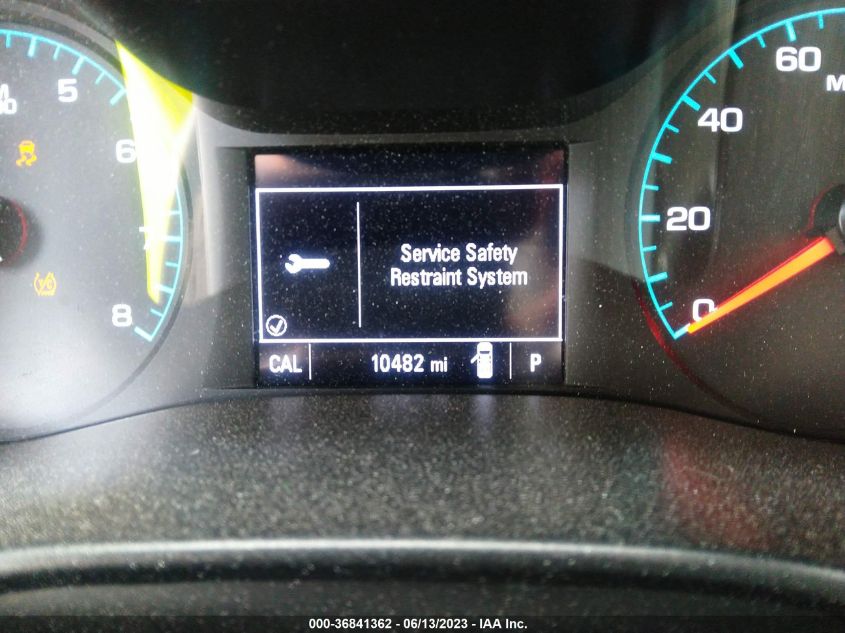 5
6
7
8
Service Safety
Restraint System
CAL 10482 mi P
60
40
20
0
000-36841362 - 06/13/2023 - IAA Inc.